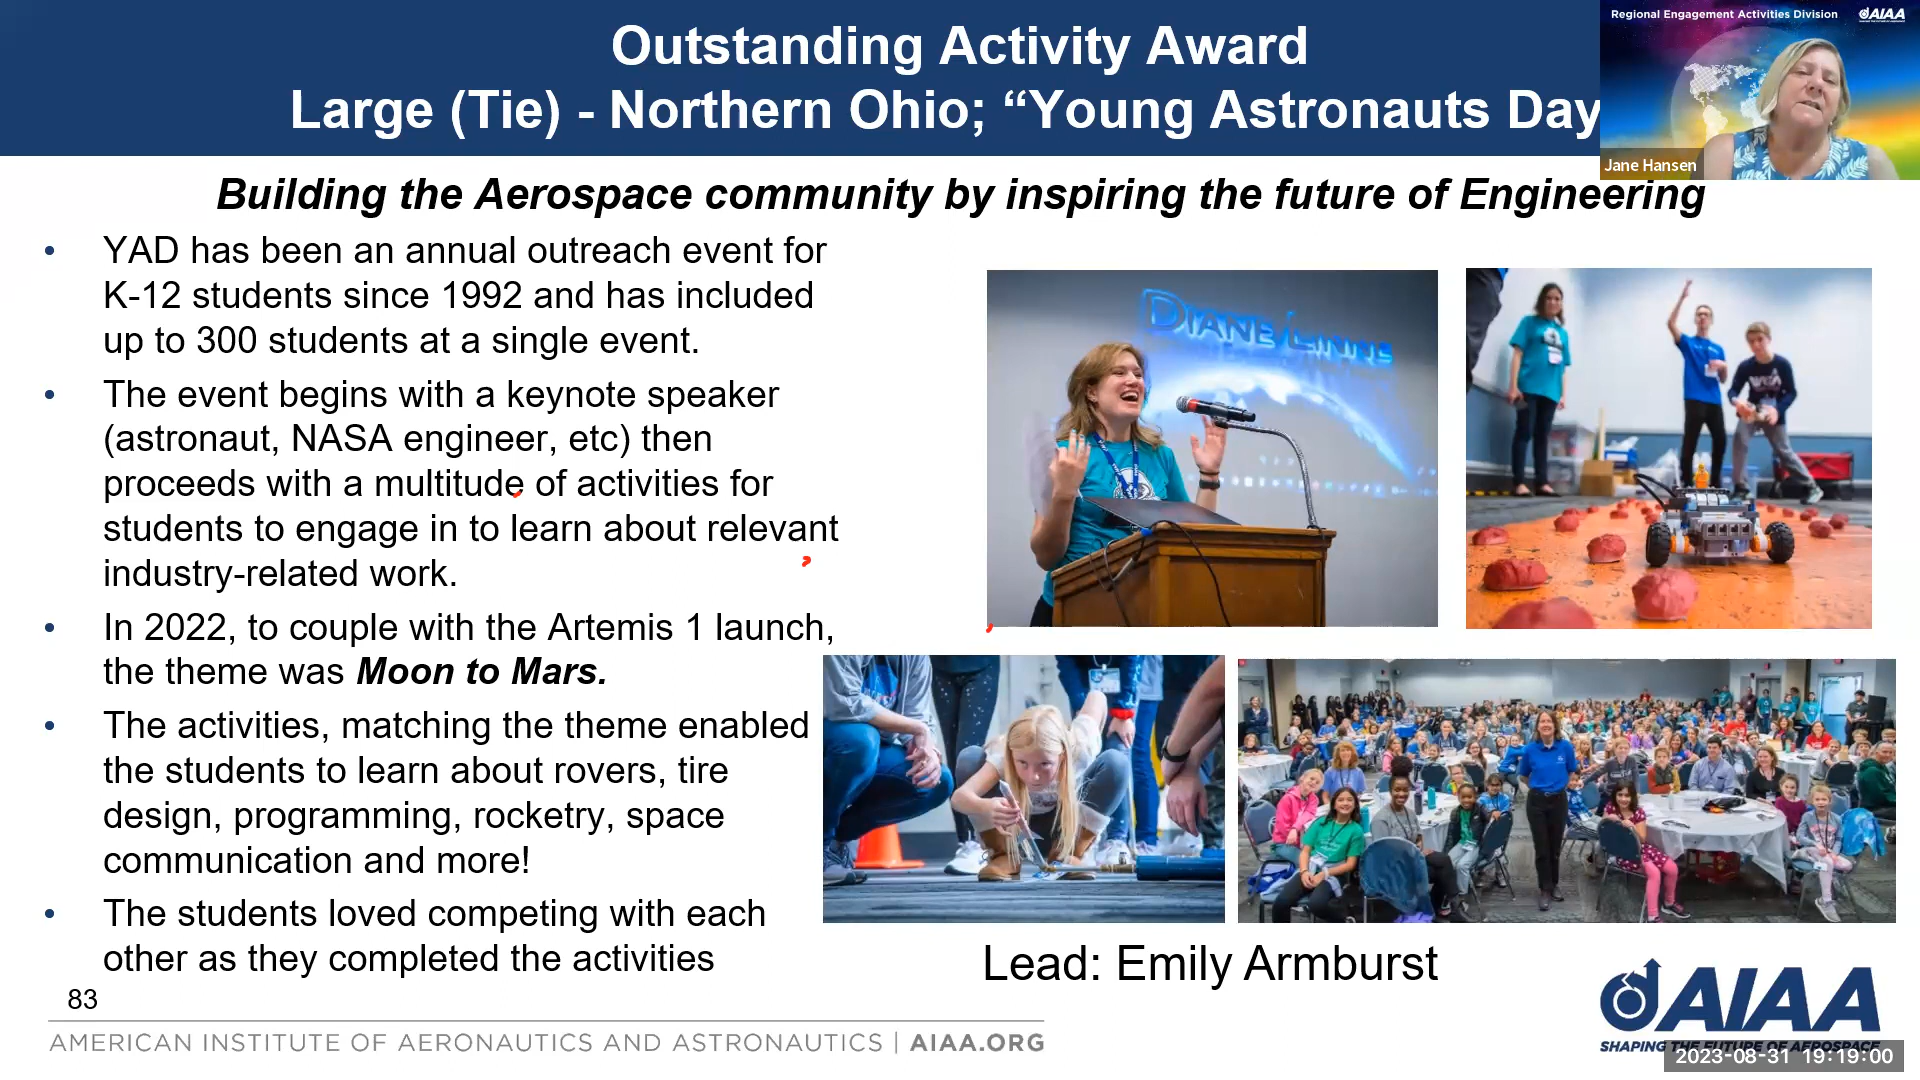 Outstanding Activity Award
Large (Tie) - Northern Ohio; “Young Astronauts Day
Regional Engagement Activities Division
AIAA
Jane Hansen
Building the Aerospace community by inspiring the future of Engineering
• YAD has been an annual outreach event for
K-12 students since 1992 and has included
up to 300 students at a single event.
• The event begins with a keynote speaker
(astronaut, NASA engineer, etc) then
proceeds with a multitude of activities for
students to engage in to learn about relevant
industry-related work.
• In 2022, to couple with the Artemis 1 launch,
the theme was Moon to Mars.
• The activities, matching the theme enabled
the students to learn about rovers, tire
design, programming, rocketry, space
communication and more!
• The students loved competing with each
other as they completed the activities
DIANE LINNE
Lead: Emily Armburst
83
AMERICAN INSTITUTE OF AERONAUTICS AND ASTRONAUTICS | AIAA.ORG
AIAA
SHAPING THE FUTURE OF AEROSPACE
2023-08-31 19:19:00